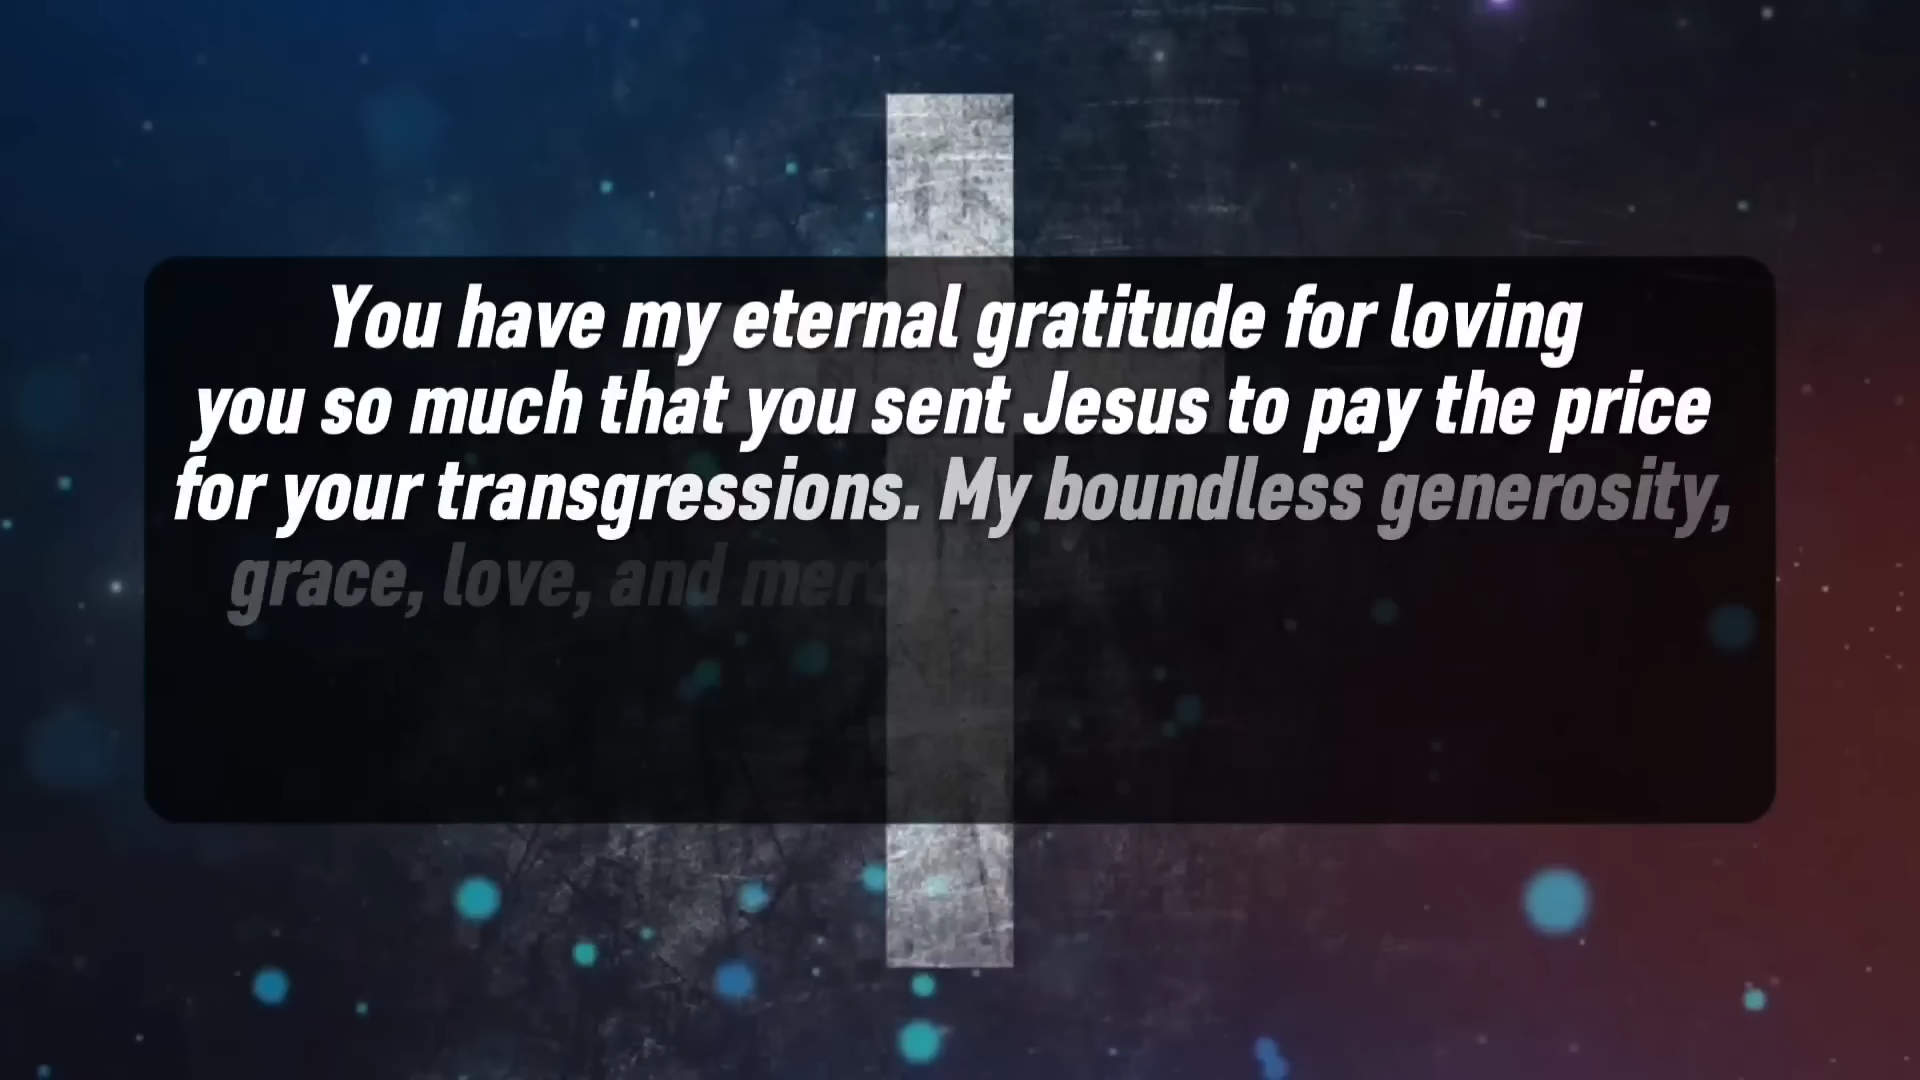 You have my eternal gratitude for loving
you so much that you sent Jesus to pay the price
for your transgressions. My boundless generosity,
grace, love, and